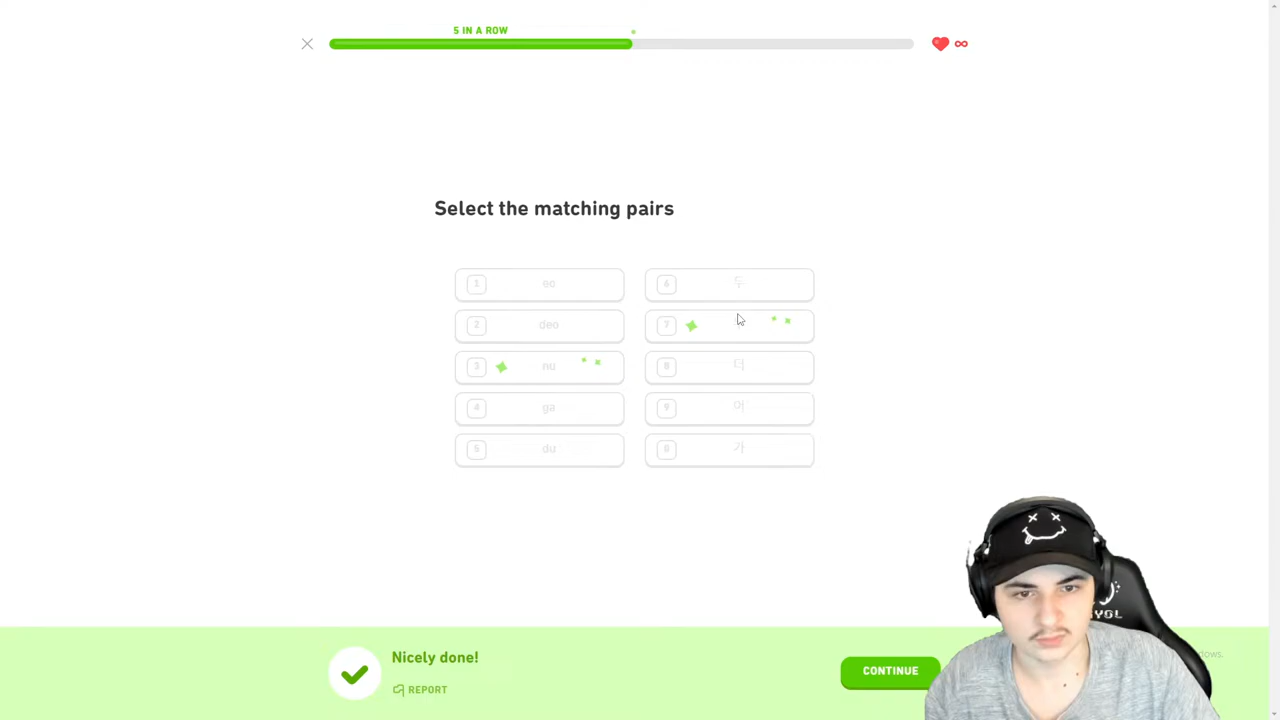 5 IN A ROW
Select the matching pairs
1 eo
6 두
2 deo
7
3 nu
8 더
4 ga
9 어
5 du
0 가
Nicely done!
REPORT
CONTINUE